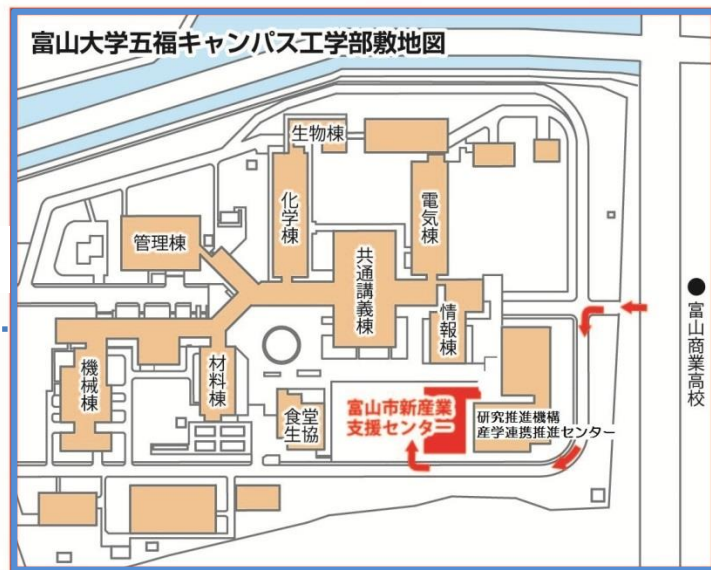 富山大学五福キャンパス工学部敷地図
生物棟
化学棟
電気棟
管理棟
共通講義棟
情報棟
機械棟
材料棟
食堂
生協
富山市新産業
支援センター
研究推進機構
産学連携推進センター
富山商業高校